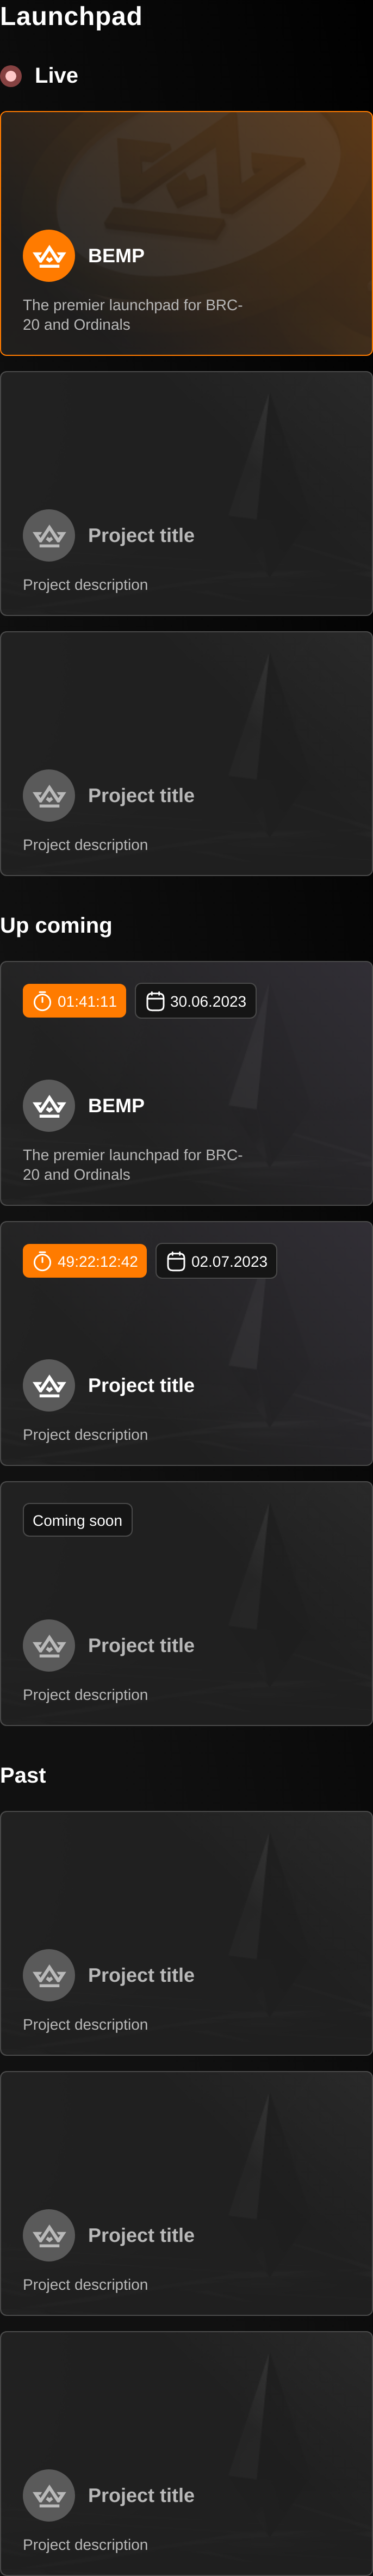 Launchpad
Live
BEMP
The premier launchpad for BRC-
20 and Ordinals
Project title
Project description
Project title
Project description
Up coming
01:41:11 30.06.2023
BEMP
The premier launchpad for BRC-
20 and Ordinals
49:22:12:42 02.07.2023
Project title
Project description
Coming soon
Project title
Project description
Past
Project title
Project description
Project title
Project description
Project title
Project description